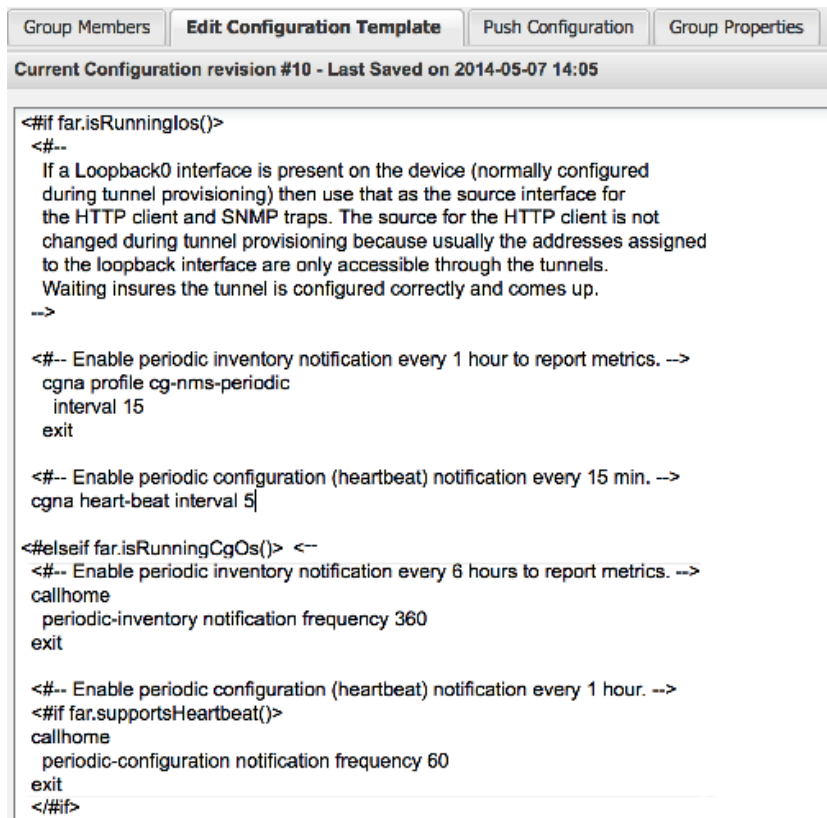 Group Members Edit Configuration Template Push Configuration Group Properties
Current Configuration revision #10 - Last Saved on 2014-05-07 14:05
<#if far.isRunningIos()>
<#--
If a Loopback0 interface is present on the device (normally configured
during tunnel provisioning) then use that as the source interface for
the HTTP client and SNMP traps. The source for the HTTP client is not
changed during tunnel provisioning because usually the addresses assigned
to the loopback interface are only accessible through the tunnels.
Waiting insures the tunnel is configured correctly and comes up.
-->
<#-- Enable periodic inventory notification every 1 hour to report metrics. -->
cgna profile cg-nms-periodic
interval 15
exit
<#-- Enable periodic configuration (heartbeat) notification every 15 min. -->
cgna heart-beat interval 5
<#elseif far.isRunningCgOs()> <--
<#-- Enable periodic inventory notification every 6 hours to report metrics. -->
callhome
periodic-inventory notification frequency 360
exit
<#-- Enable periodic configuration (heartbeat) notification every 1 hour. -->
<#if far.supportsHeartbeat()>
callhome
periodic-configuration notification frequency 60
exit
</#if>